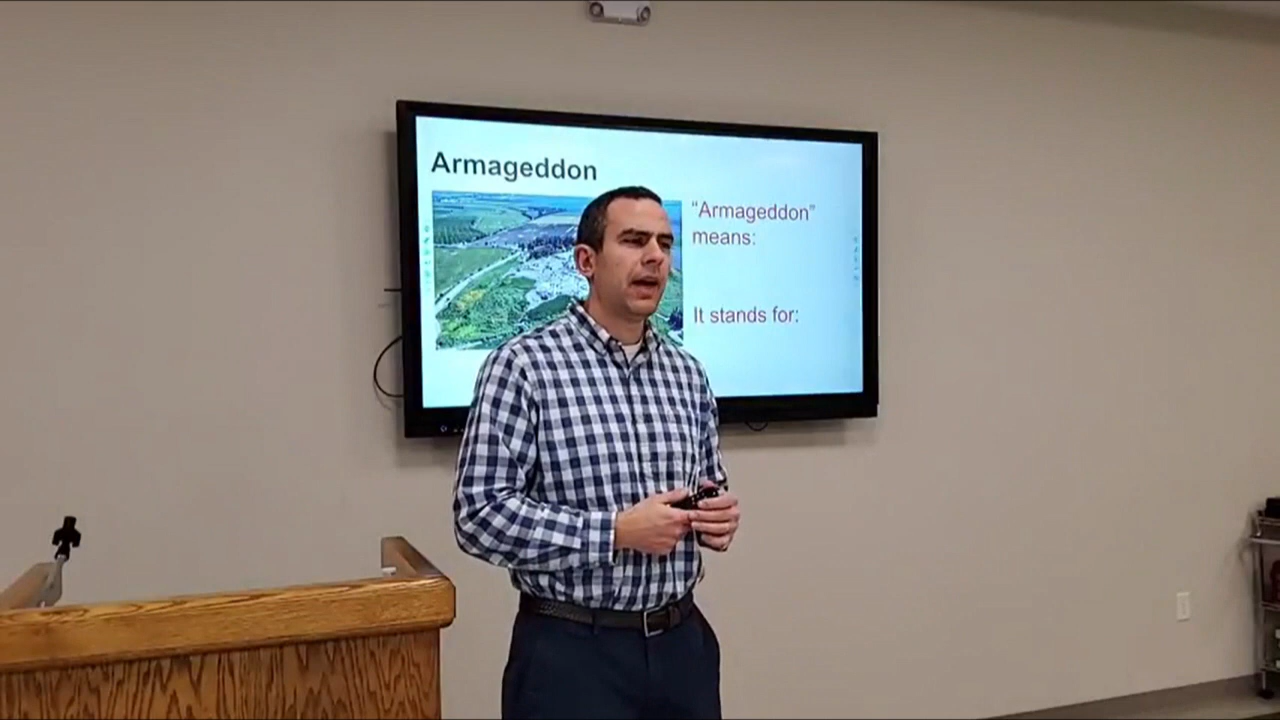 Armageddon
“Armageddon”
means:
It stands for: